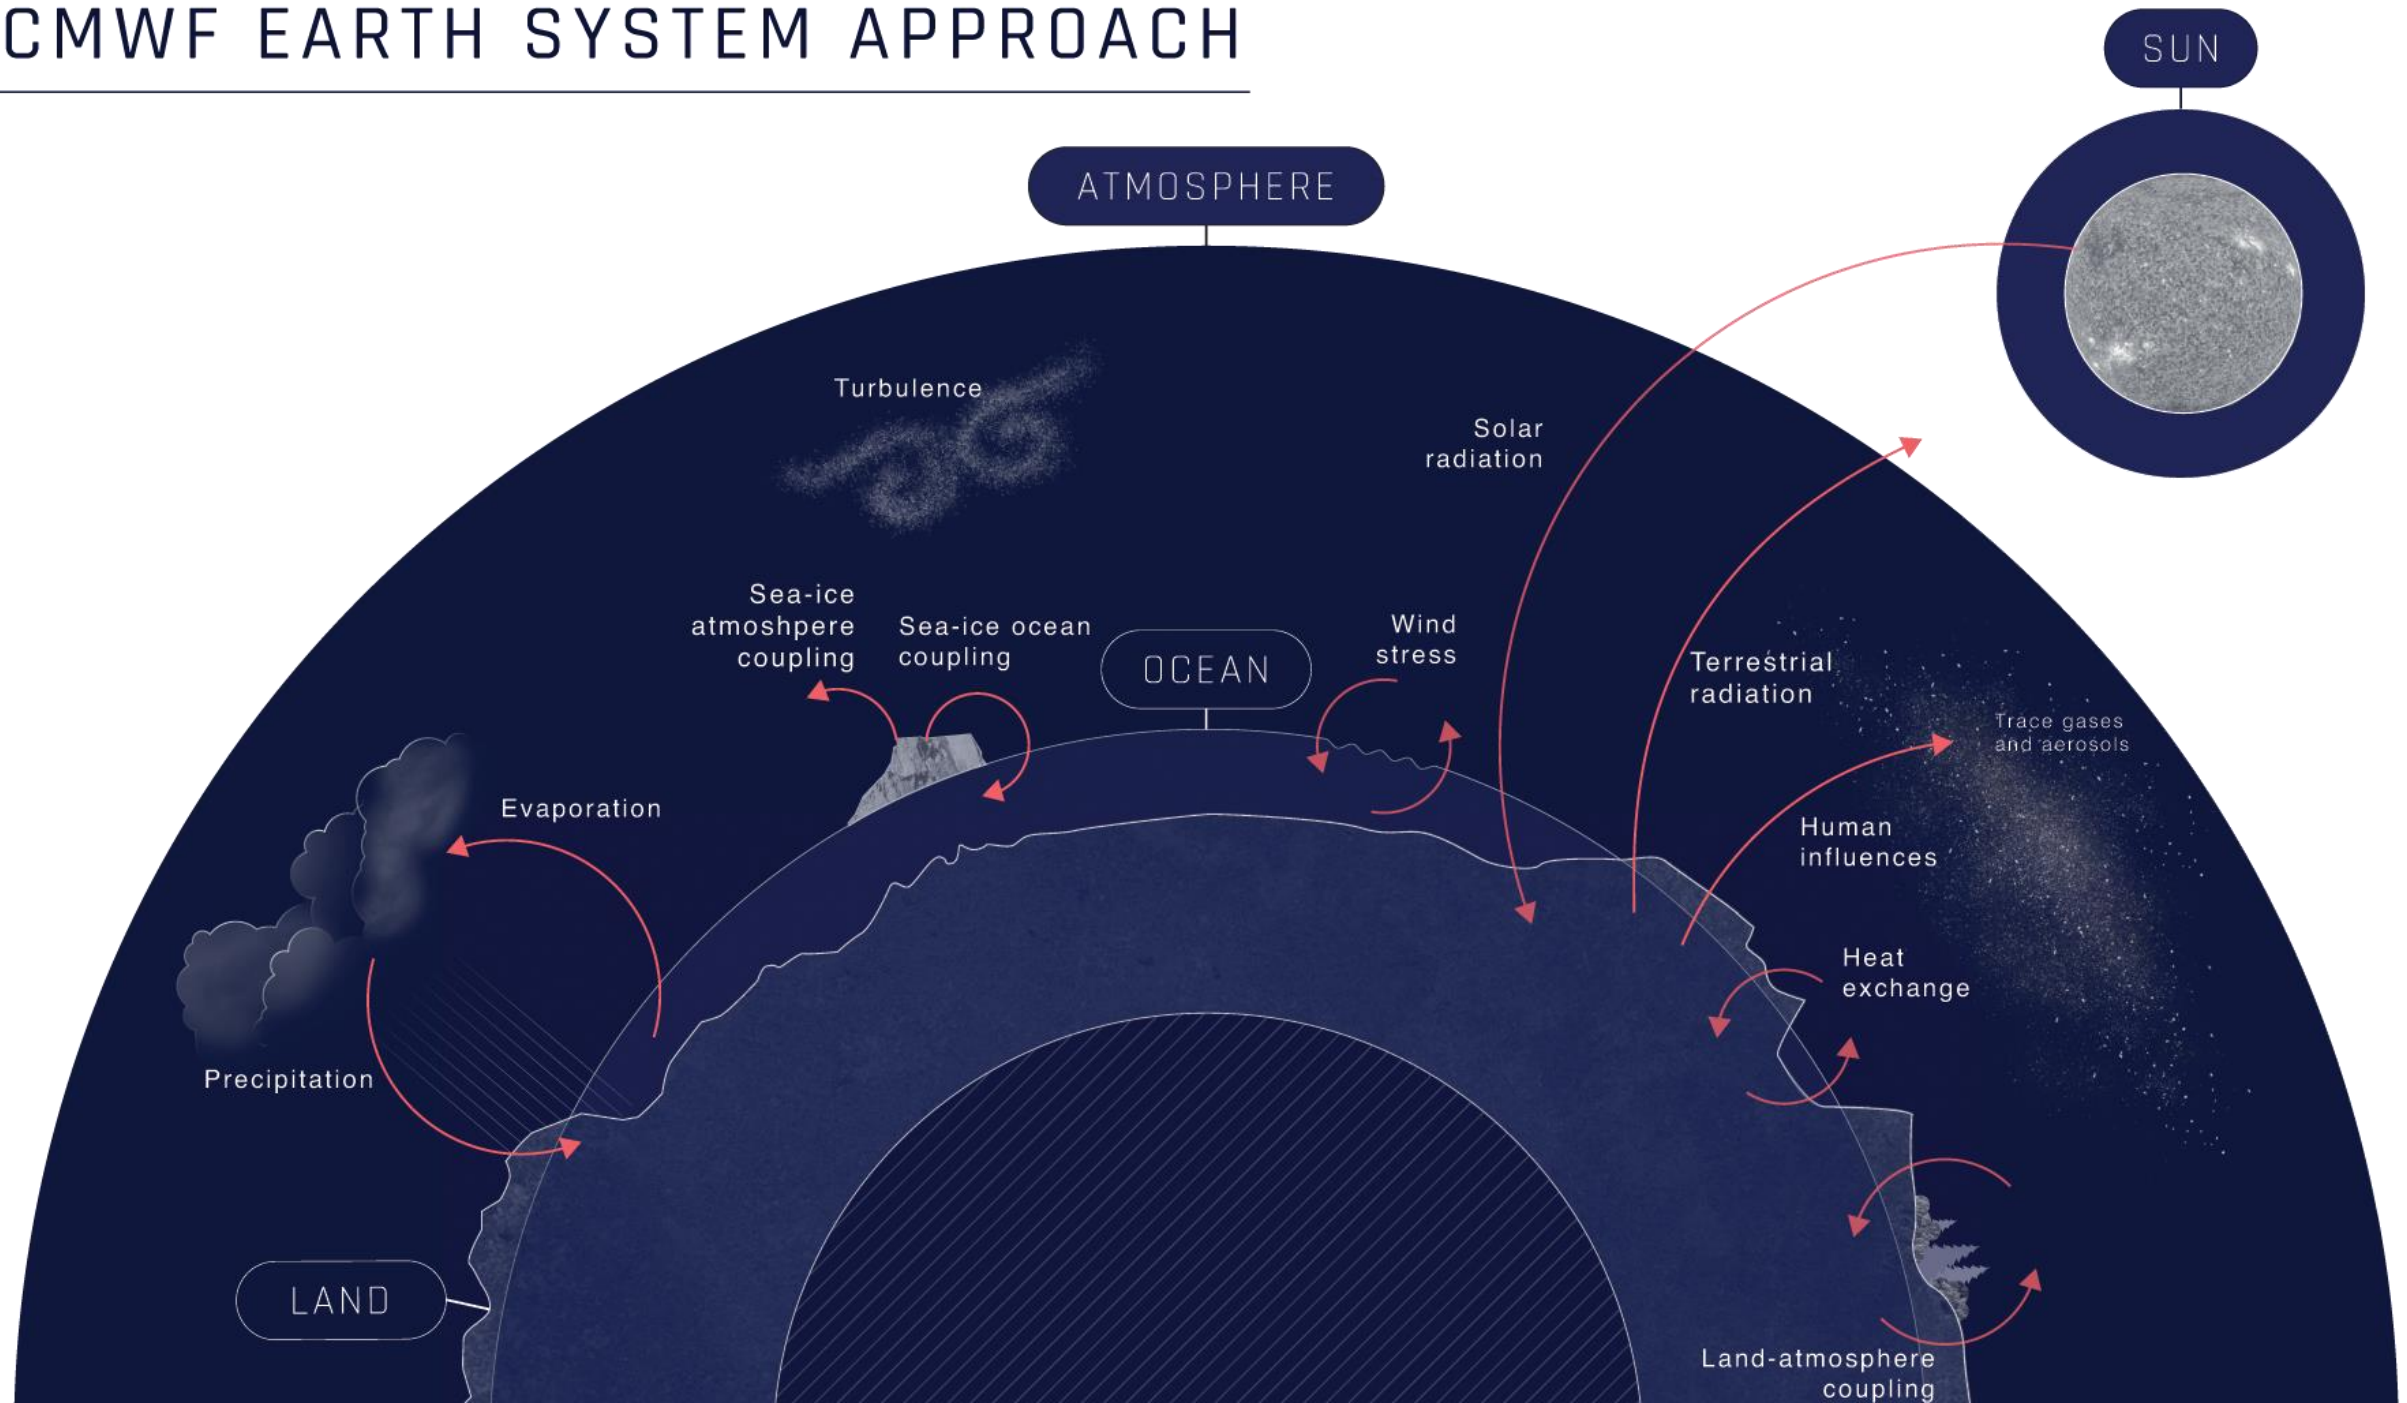 CMWF EARTH SYSTEM APPROACH
SUN
ATMOSPHERE
Turbulence
Solar
radiation
Sea-ice
atmoshpere
coupling
Sea-ice ocean
coupling
OCEAN
Wind
stress
Terrestrial
radiation
Trace gases
and aerosols
Evaporation
Human
influences
Heat
exchange
Precipitation
LAND
Land-atmosphere
coupling